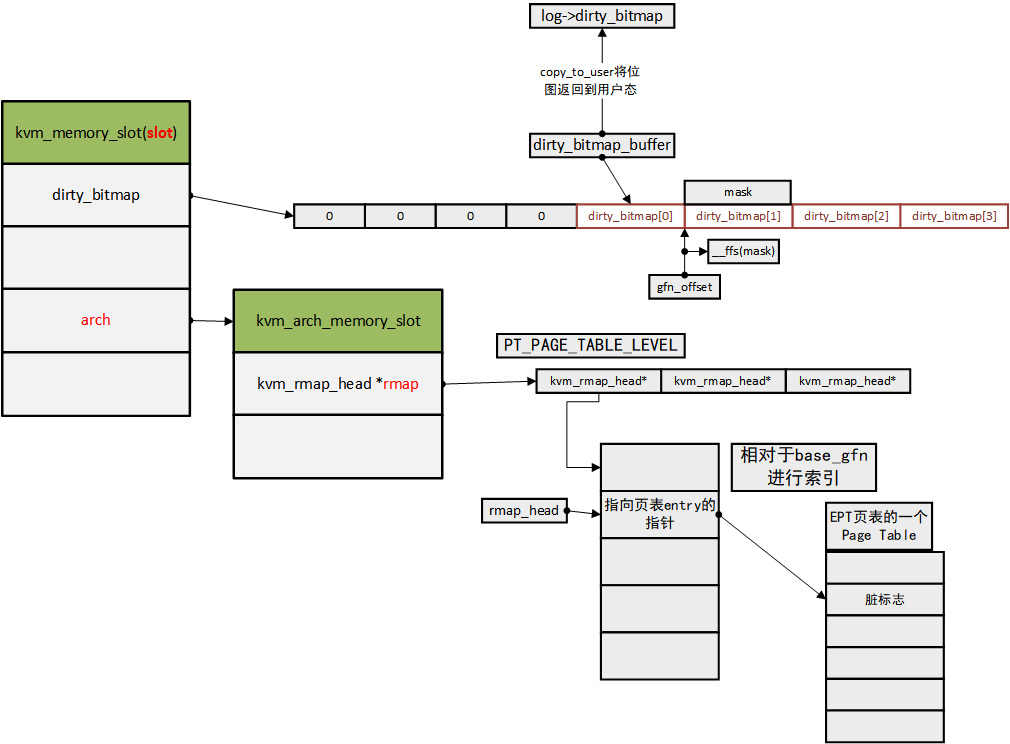 log->dirty_bitmap
copy_to_user将位
图返回到用户态
kvm_memory_slot(slot)
dirty_bitmap_buffer
dirty_bitmap
mask
0
0
0
0
dirty_bitmap[0]
dirty_bitmap[1]
dirty_bitmap[2]
dirty_bitmap[3]
__ffs(mask)
gfn_offset
arch
kvm_arch_memory_slot
PT_PAGE_TABLE_LEVEL
kvm_rmap_head *rmap
kvm_rmap_head*
kvm_rmap_head*
kvm_rmap_head*
相对于base_gfn
进行索引
rmap_head
指向页表entry的
指针
EPT页表的一个
Page Table
脏标志